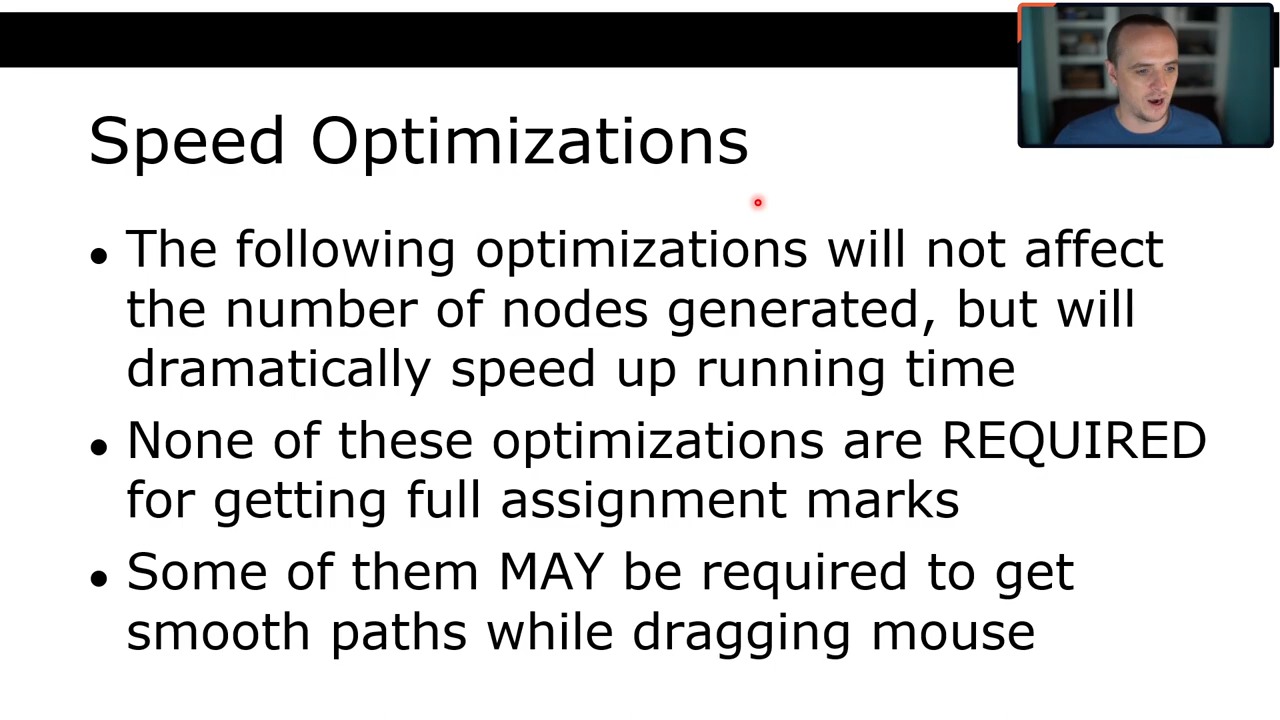 Speed Optimizations
• The following optimizations will not affect
the number of nodes generated, but will
dramatically speed up running time
• None of these optimizations are REQUIRED
for getting full assignment marks
• Some of them MAY be required to get
smooth paths while dragging mouse